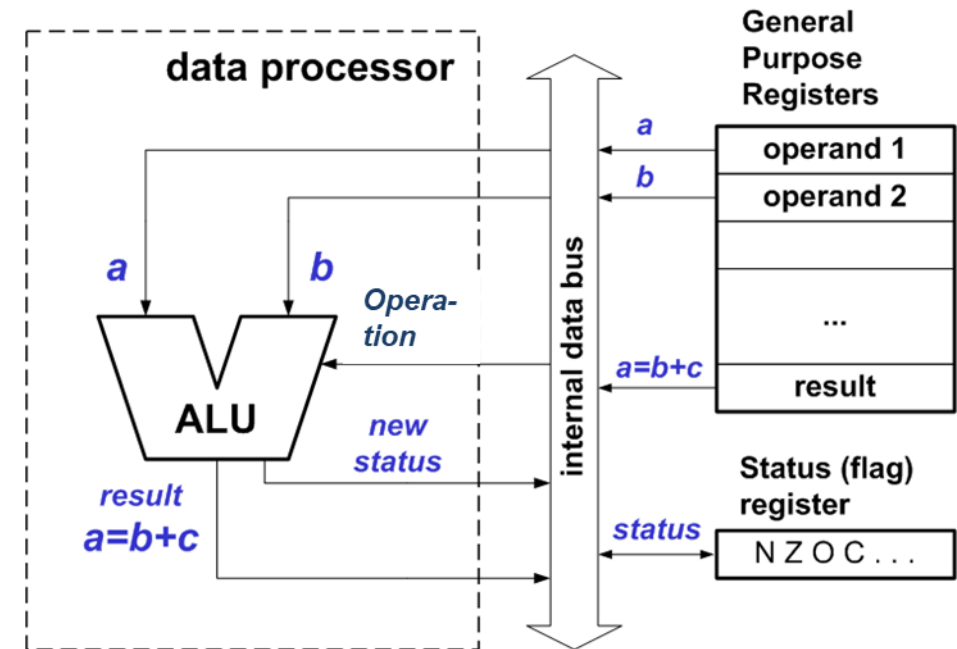 data processor
General
Purpose
Registers
a
operand 1
b
operand 2
a
b
Opera-
tion
...
internal data bus
a=b+c
result
ALU
new
status
result
a=b+c
Status (flag)
register
status
N Z O C . . .